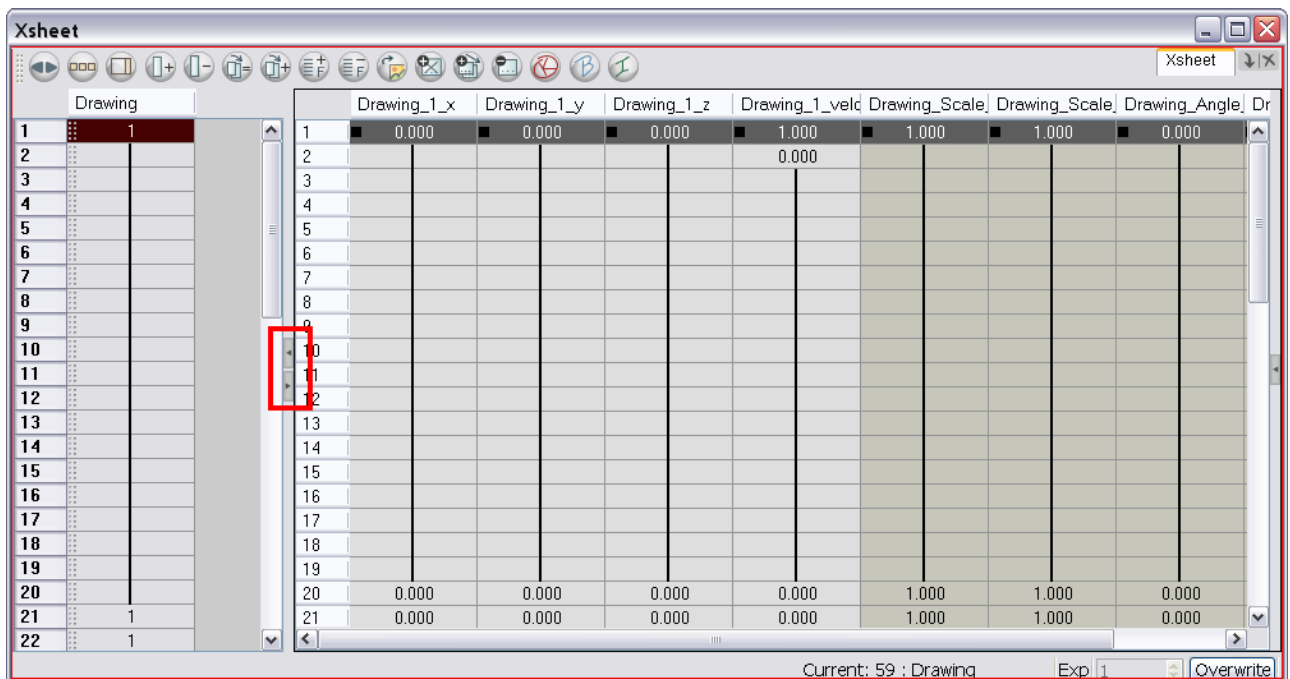 Xsheet
Xsheet
Drawing
Drawing_1_x Drawing_1_y Drawing_1_z Drawing_1_velc Drawing_Scale_ Drawing_Scale_ Drawing_Angle_ Dr
1 1 1 0.000 0.000 0.000 1.000 1.000 1.000 0.000
2 2 0.000
3 3
4 4
5 5
6 6
7 7
8 8
9 9
10 10
11 11
12 12
13 13
14 14
15 15
16 16
17 17
18 18
19 19
20 20 0.000 0.000 0.000 0.000 1.000 1.000 0.000
21 1 21 0.000 0.000 0.000 0.000 1.000 1.000 0.000
22 1
Current: 59 : Drawing Exp 1 Overwrite